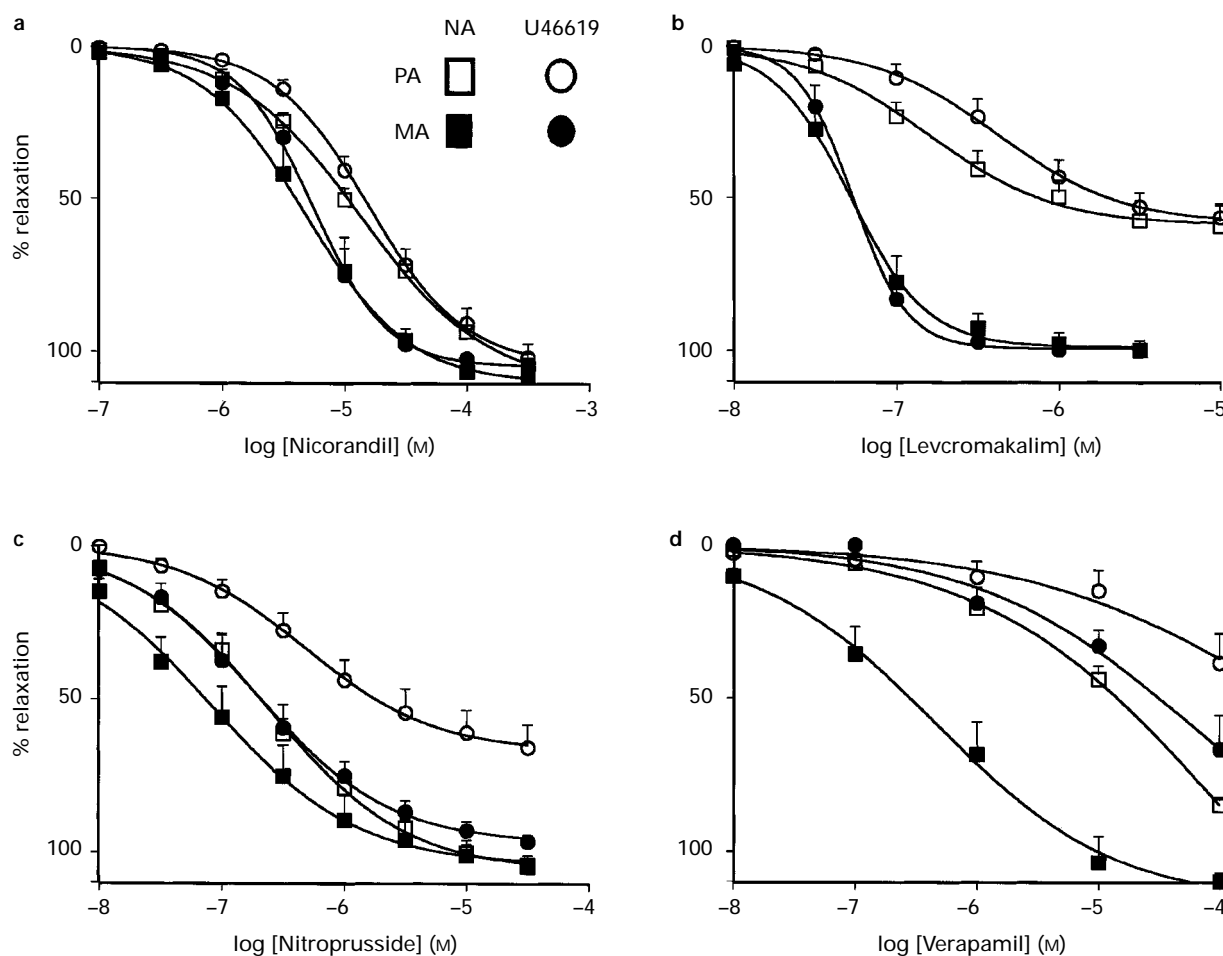 a
NA U46619
PA
MA
0
50
100
% relaxation
−7 −6 −5 −4 −3
log [Nicorandil] (M)
b
0
50
100
−8 −7 −6 −5
log [Levcromakalim] (M)
c
0
50
100
% relaxation
−8 −7 −6 −5 −4
log [Nitroprusside] (M)
d
0
50
100
−8 −7 −6 −5 −4
log [Verapamil] (M)